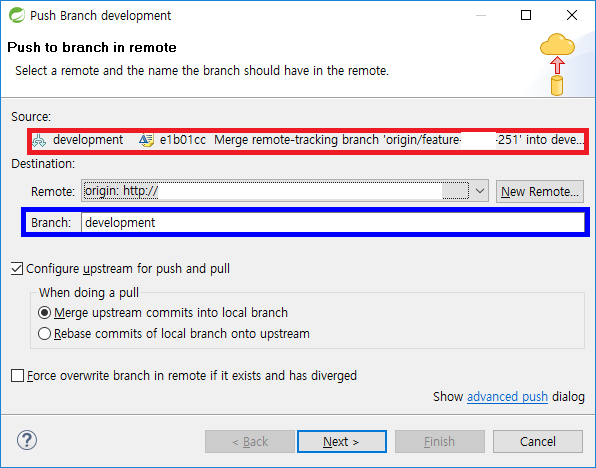 Push Branch development
Push to branch in remote
Select a remote and the name the branch should have in the remote.
Source:
development e1b01cc Merge remote-tracking branch 'origin/feature- -251' into deve...
Destination:
Remote: origin: http:// New Remote...
Branch: development
Configure upstream for push and pull
When doing a pull
Merge upstream commits into local branch
Rebase commits of local branch onto upstream
Force overwrite branch in remote if it exists and has diverged
Show advanced push dialog
? < Back Next > Finish Cancel